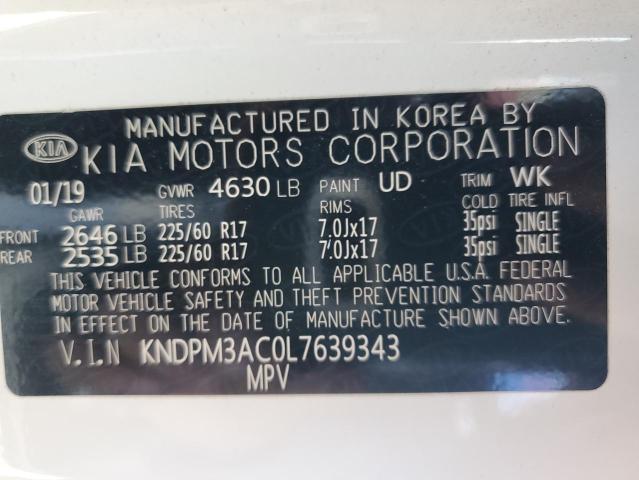 MANUFACTURED IN KOREA BY
KIA KIA MOTORS CORPORATION
01/19 GVWR 4630 LB PAINT UD TRIM WK
GAWR TIRES RIMS COLD TIRE INFL
FRONT 2646 LB 225/60 R17 7.0Jx17 35psi SINGLE
REAR 2535 LB 225/60 R17 7.0Jx17 35psi SINGLE
THIS VEHICLE CONFORMS TO ALL APPLICABLE U.S.A. FEDERAL
MOTOR VEHICLE SAFETY AND THEFT PREVENTION STANDARDS
IN EFFECT ON THE DATE OF MANUFACTURE SHOWN ABOVE.
V.I.N KNDPM3AC0L7639343
MPV